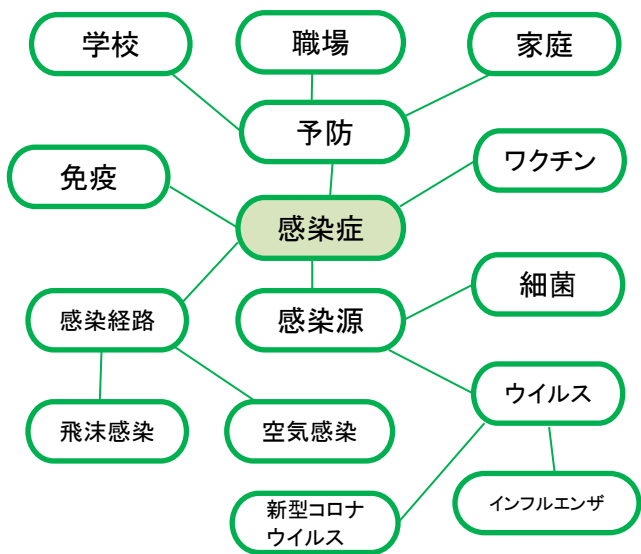 学校
職場
家庭
予防
ワクチン
免疫
感染症
細菌
感染経路
感染源
ウイルス
飛沫感染
空気感染
新型コロナ
ウイルス
インフルエンザ